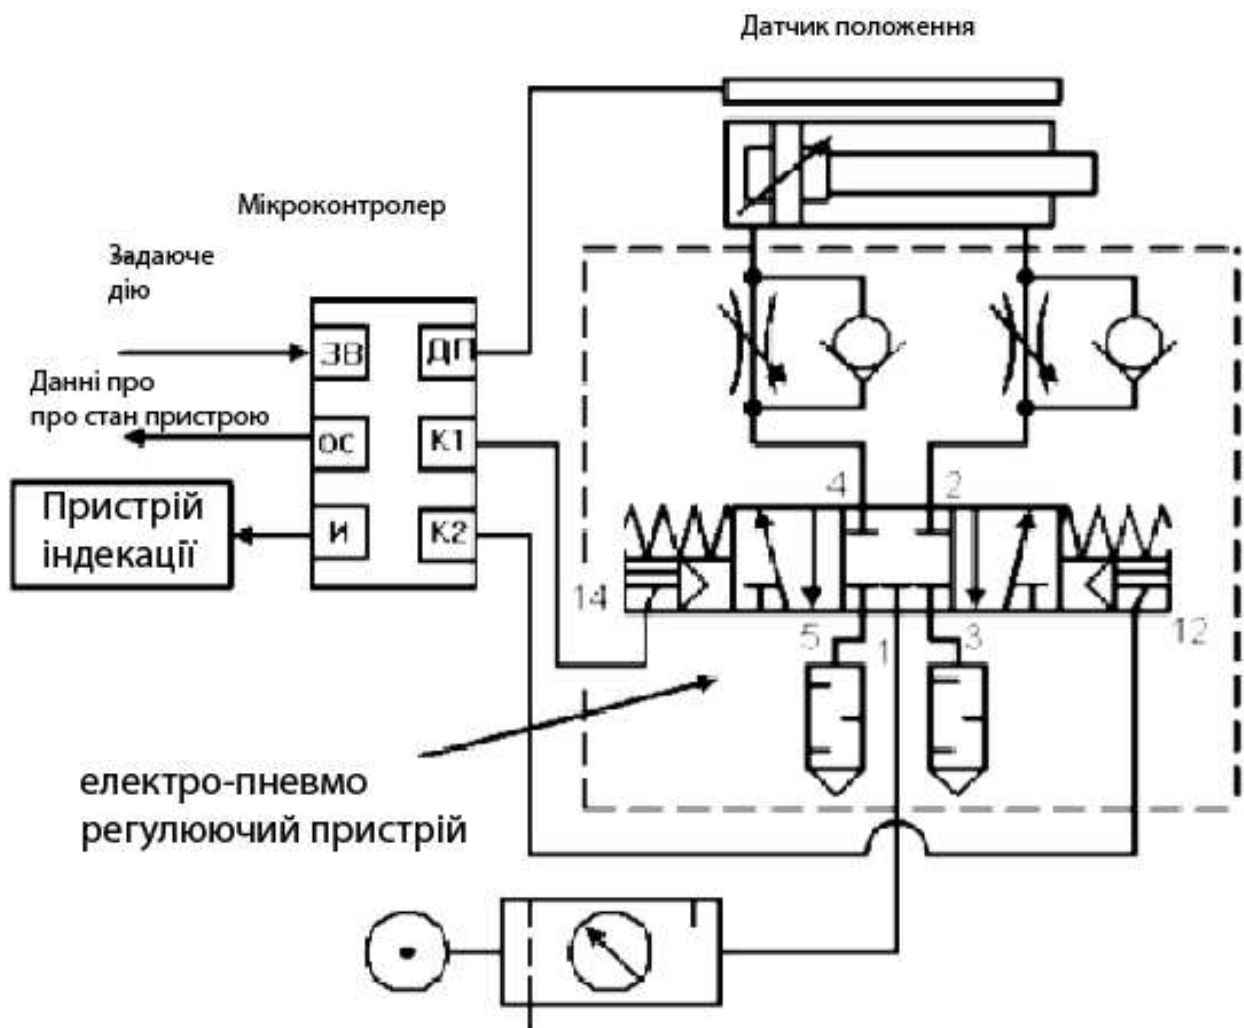 Датчик положення
Мікроконтролер
Задаюче
дію
ЗВ
ДП
Данні про
про стан пристрою
ОС
К1
Пристрій
індекації
И
К2
4
2
14
12
5
1
3
електро-пневмо
регулюючий пристрій